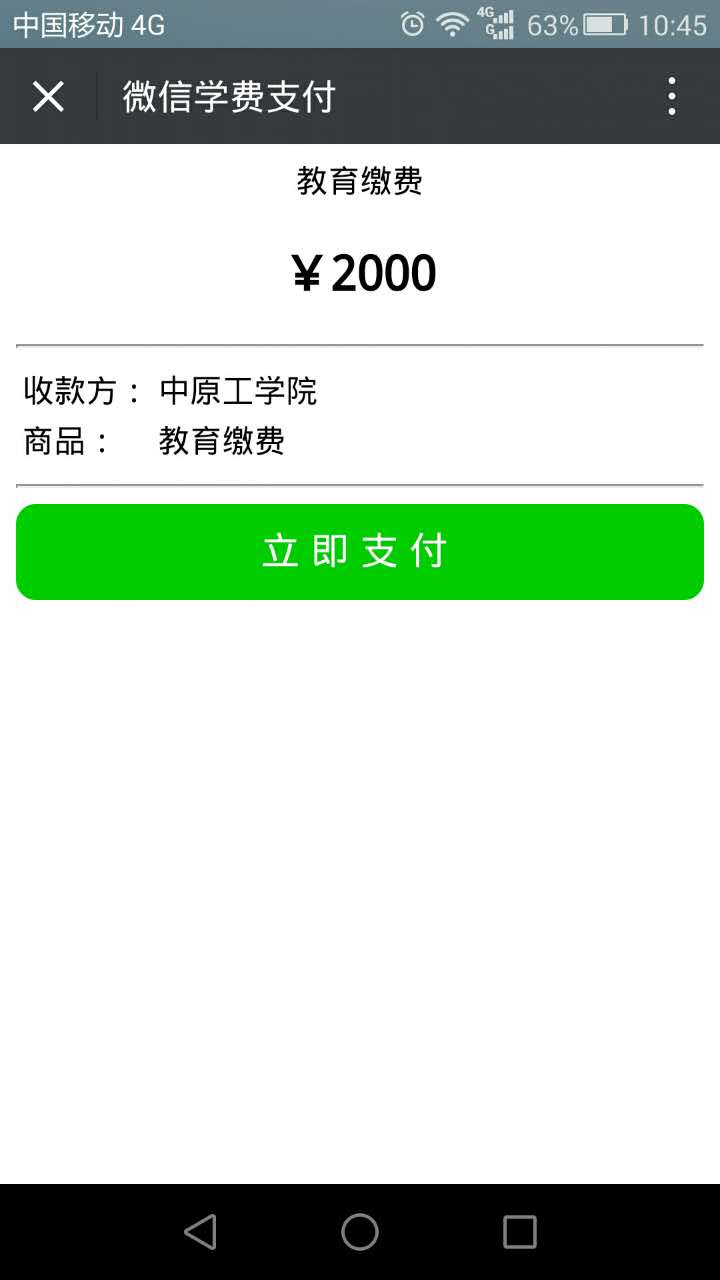 中国移动 4G
4G
G
63%
10:45
微信学费支付
教育缴费
￥2000
收款方： 中原工学院
商品： 教育缴费
立即支付